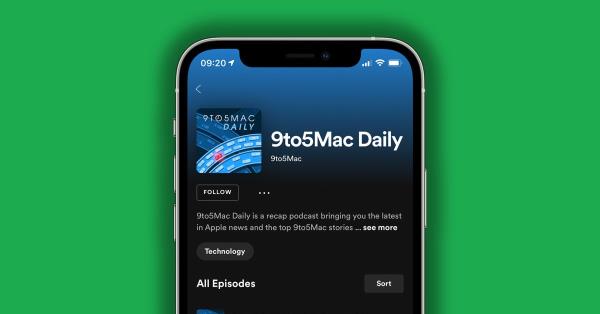 09:20
9TO5MAC
DAILY
9to5Mac Daily
9to5Mac
FOLLOW
9to5Mac Daily is a recap podcast bringing you the latest
in Apple news and the top 9to5Mac stories ... see more
Technology
All Episodes
Sort